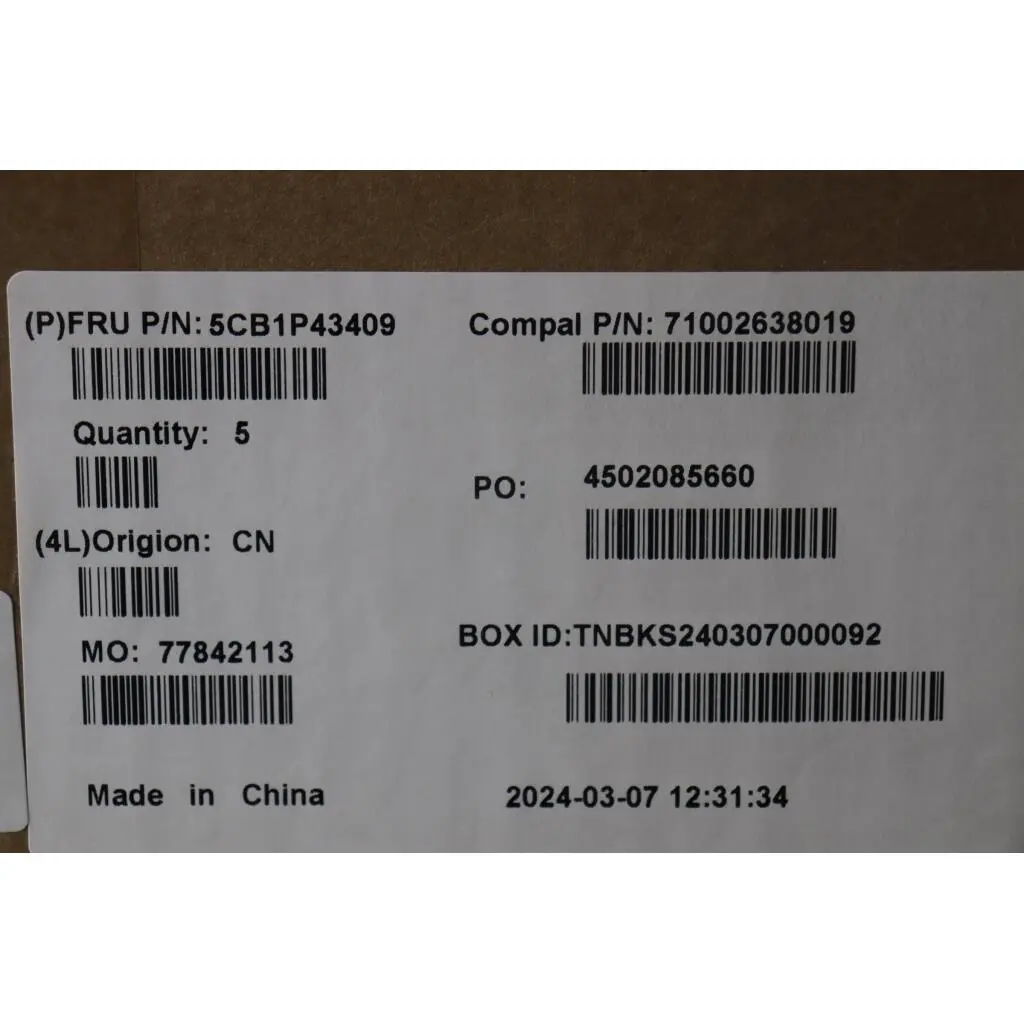 (P)FRU P/N: 5CB1P43409
Compal P/N: 71002638019
Quantity: 5
PO: 4502085660
(4L)Origion: CN
BOX ID:TNBKS240307000092
MO: 77842113
Made in China
2024-03-07 12:31:34